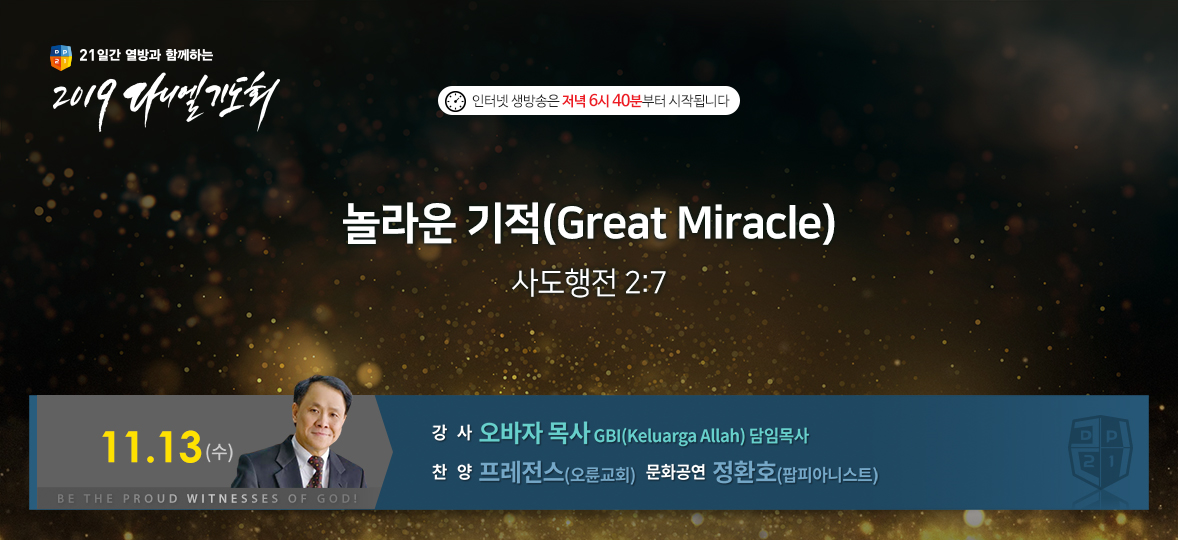 DP
21
21일간 열방과 함께하는
2019 다니엘기도회
인터넷 생방송은 저녁 6시 40분부터 시작됩니다
놀라운 기적(Great Miracle)
사도행전 2:7
11.13(수)
BE THE PROUD WITNESSES OF GOD!
강 사 오바자 목사 GBI(Keluarga Allah) 담임목사
찬 양 프레전스(오륜교회) 문화공연 정환호(팝피아니스트)
DP
21